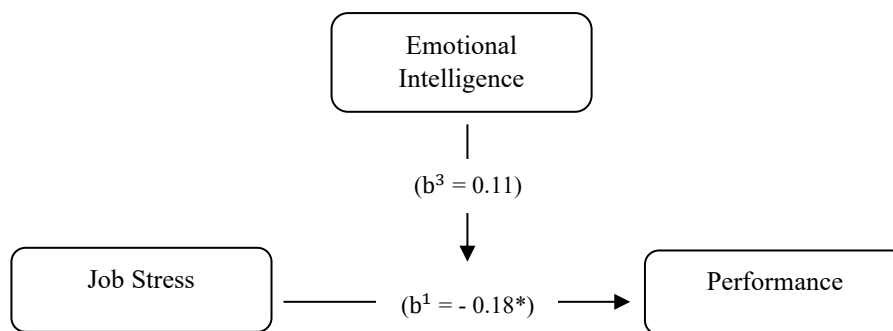 Emotional
Intelligence
(b³ = 0.11)
Job Stress
(b¹ = - 0.18*)
Performance